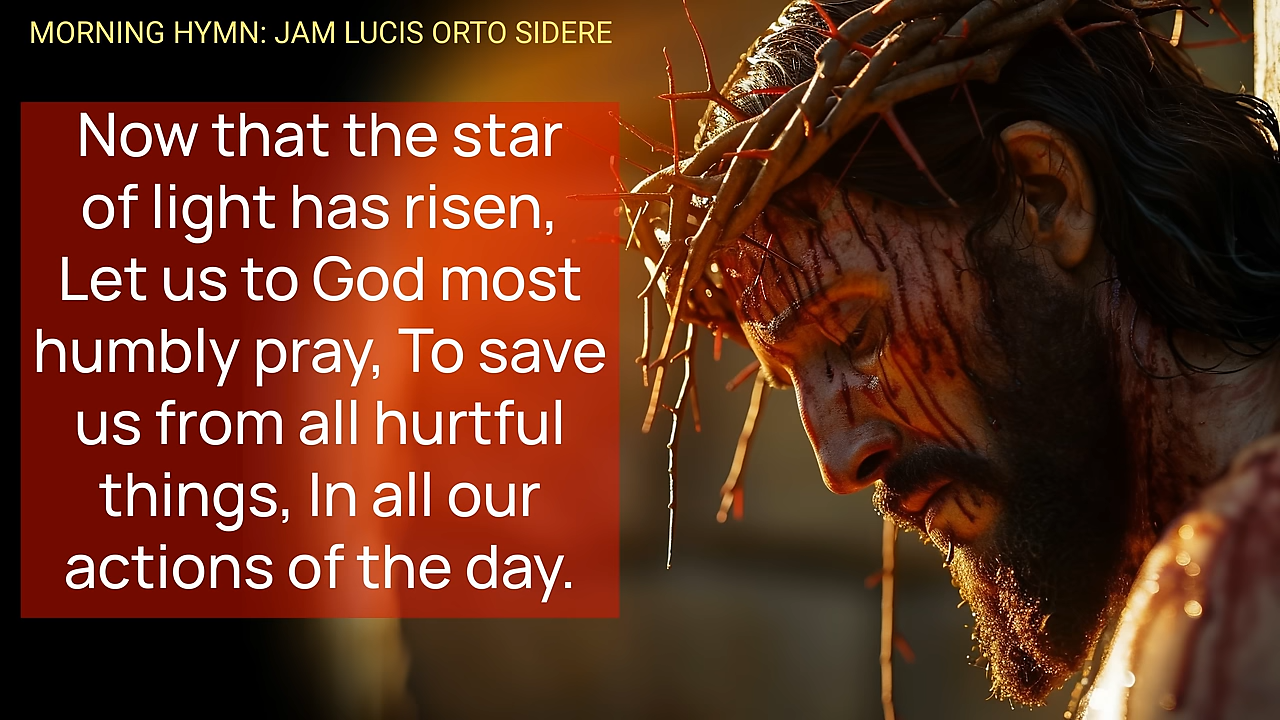 MORNING HYMN: JAM LUCIS ORTO SIDERE
Now that the star
of light has risen,
Let us to God most
humbly pray, To save
us from all hurtful
things, In all our
actions of the day.